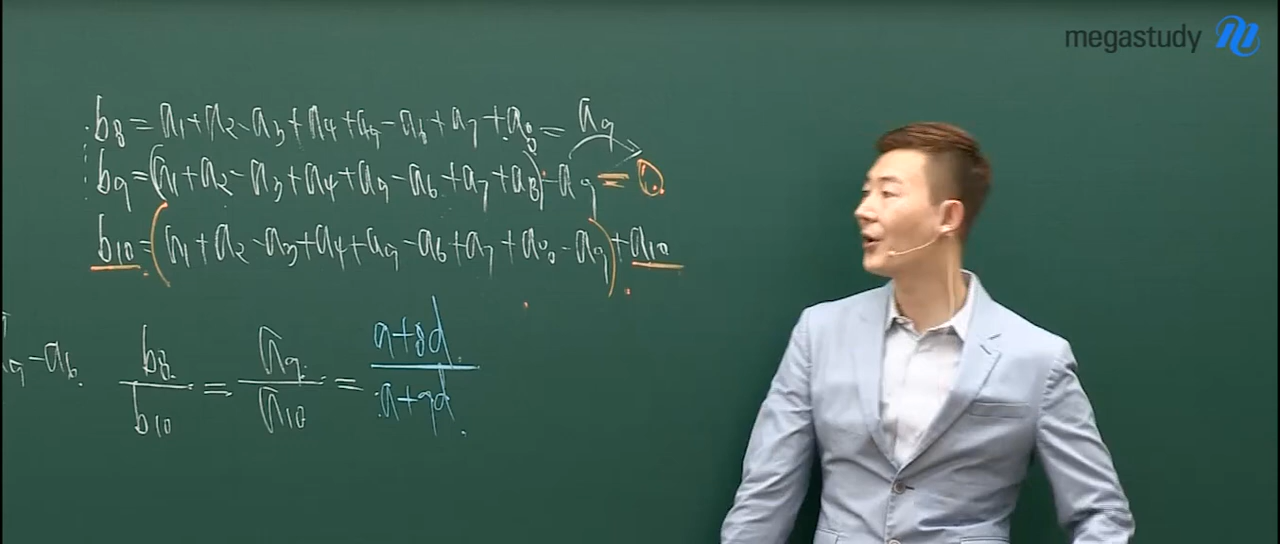 megastudy
b₈ = a₁ + a₂ - a₃ + a₄ + a₅ - a₆ + a₇ + a₈ = a₉
b₉ = (a₁ + a₂ - a₃ + a₄ + a₅ - a₆ + a₇ + a₈) - a₉ = 0.
b₁₀ = (a₁ + a₂ - a₃ + a₄ + a₅ - a₆ + a₇ + a₈ - a₉) + a₁₀
- a₆ b₈/b₁₀ = a₉/a₁₀ = a+8d/a+9d